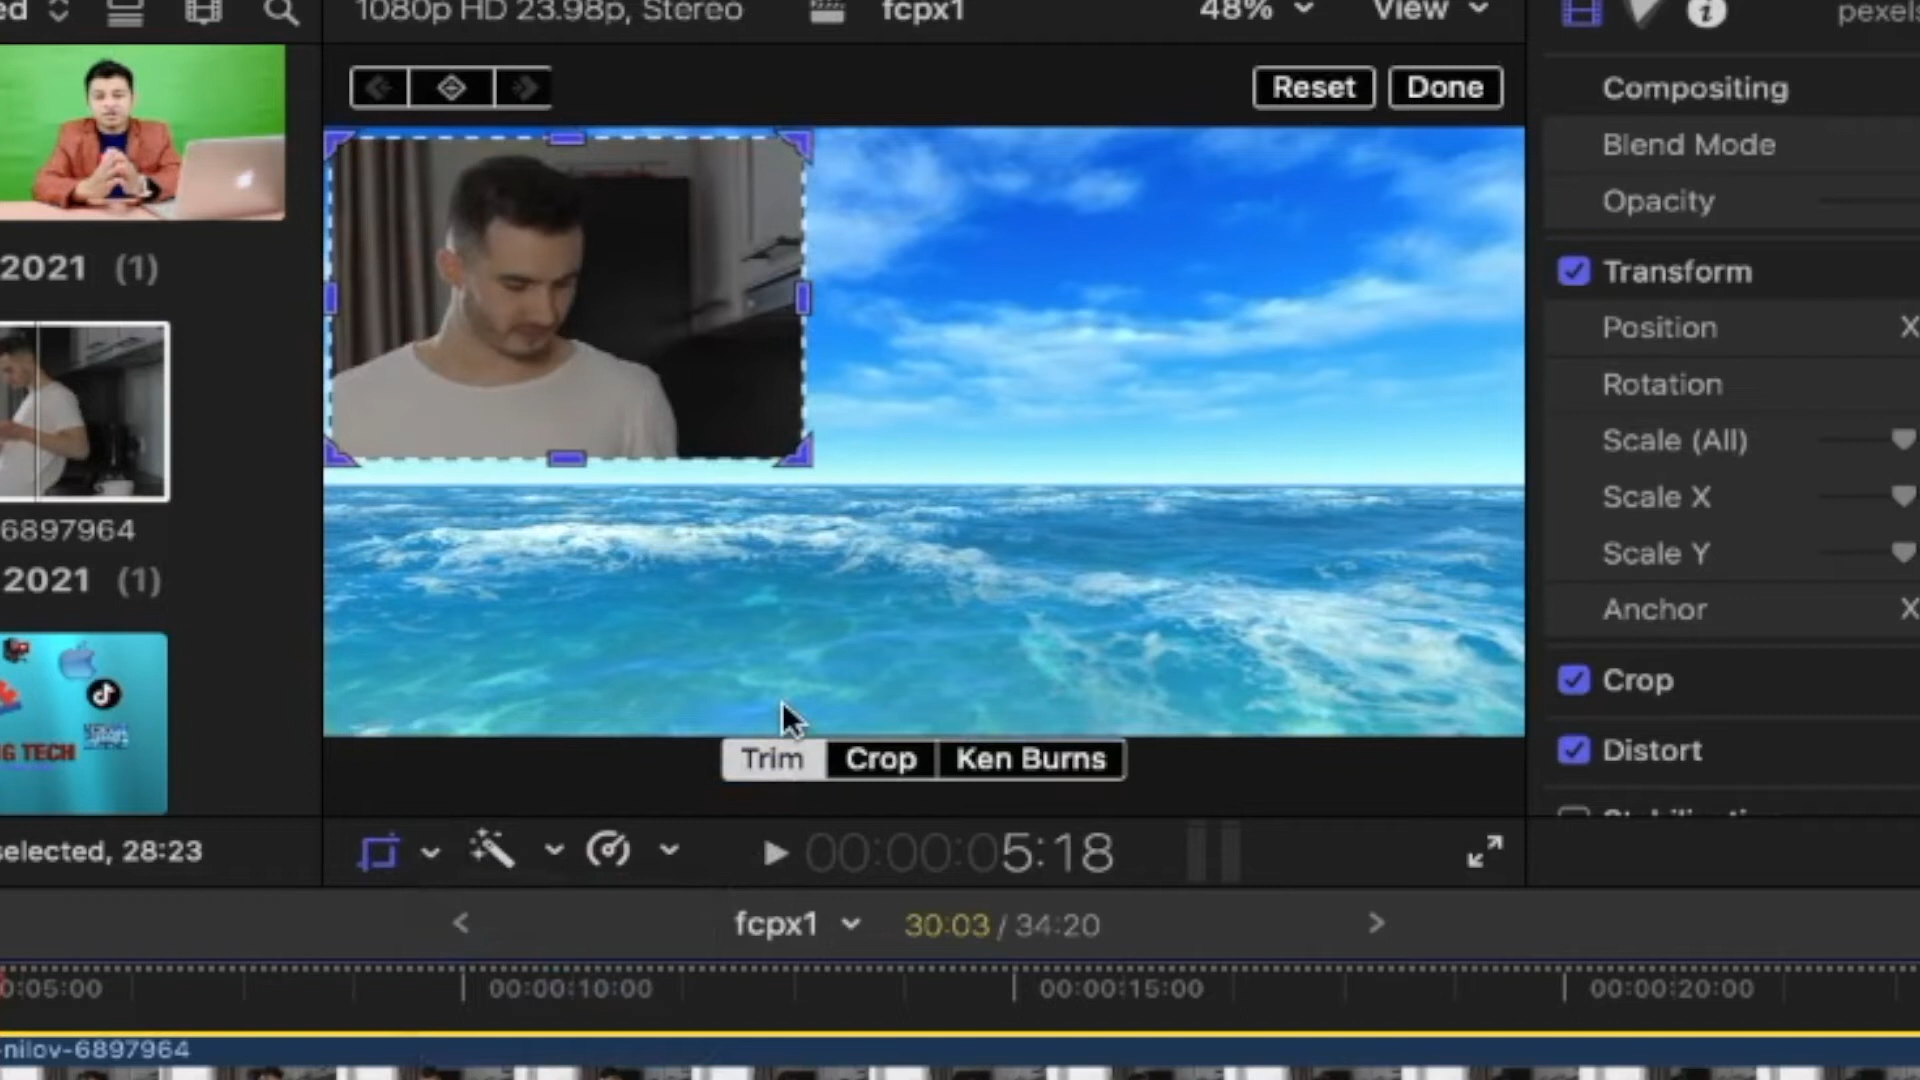 ed
1080p HD 23.98p, Stereo
fcpx1
48%
View
pexels
Reset
Done
Compositing
Blend Mode
Opacity
2021 (1)
Transform
Position X
Rotation
Scale (All)
Scale X
Scale Y
Anchor X
6897964
2021 (1)
G TECH
Crop
Distort
Trim
Crop
Ken Burns
selected, 28:23
00:00:05:18
fcpx1
30:03 / 34:20
0:05:00
00:00:10:00
00:00:15:00
00:00:20:00
-nilov-6897964